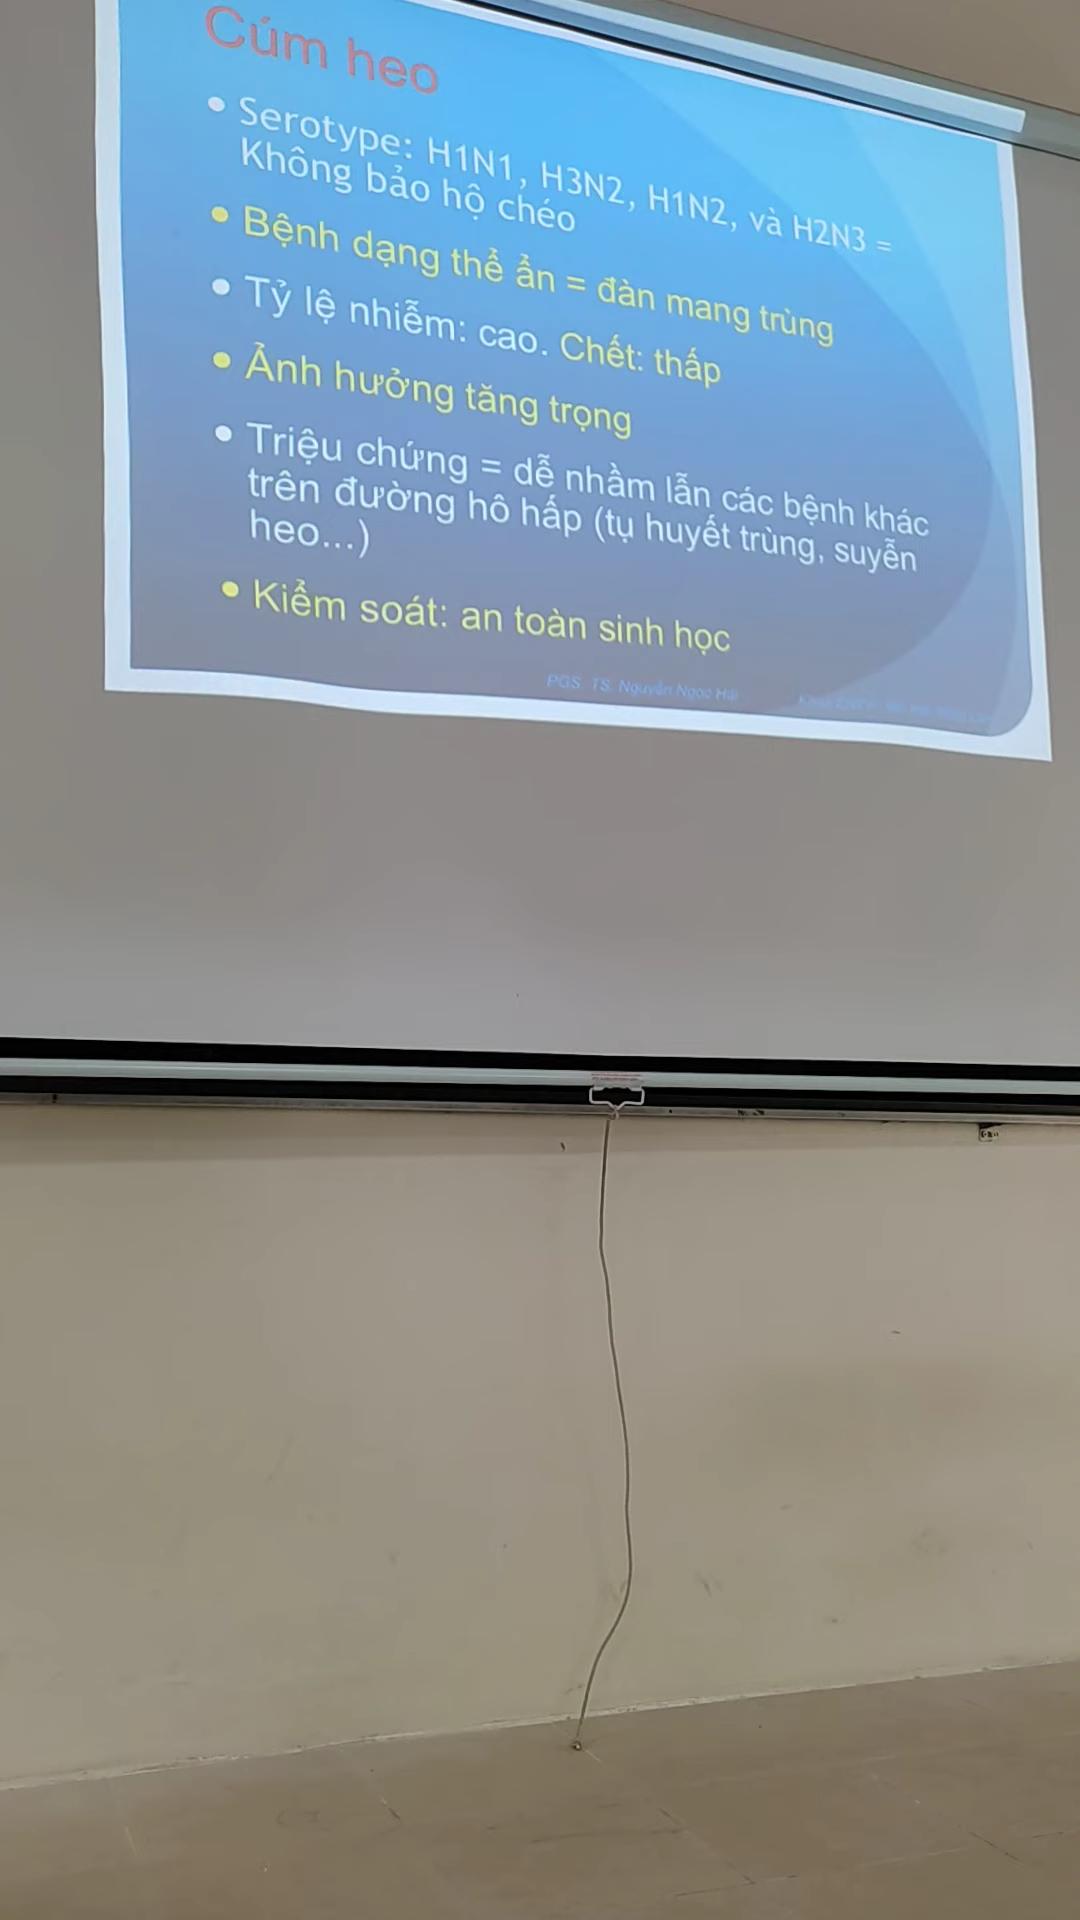 Cúm heo
• Serotype: H1N1, H3N2, H1N2, và H2N3 =
Không bảo hộ chéo
• Bệnh dạng thể ẩn = đàn mang trùng
• Tỷ lệ nhiễm: cao. Chết: thấp
• Ảnh hưởng tăng trọng
• Triệu chứng = dễ nhầm lẫn các bệnh khác
trên đường hô hấp (tụ huyết trùng, suyễn
heo...)
• Kiểm soát: an toàn sinh học
PGS. TS. Nguyễn Ngọc Hải